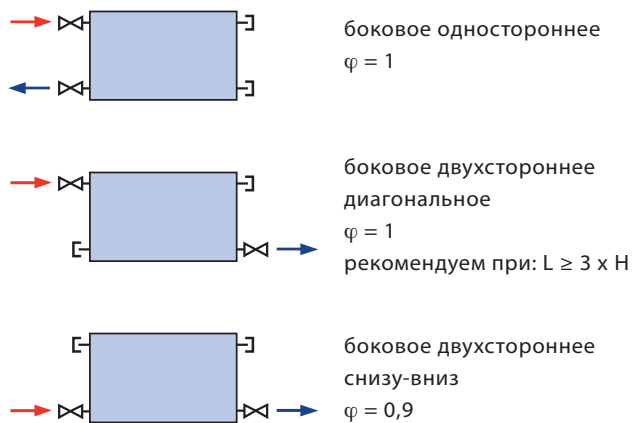 боковое одностороннее
φ = 1
боковое двухстороннее
диагональное
φ = 1
рекомендуем при: L ≥ 3 x H
боковое двухстороннее
снизу-вниз
φ = 0,9